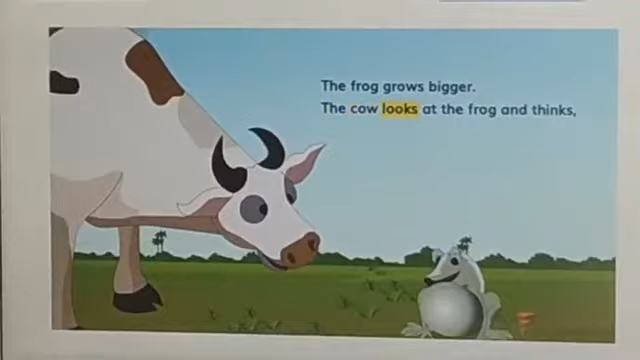 The frog grows bigger.
The cow looks at the frog and thinks,